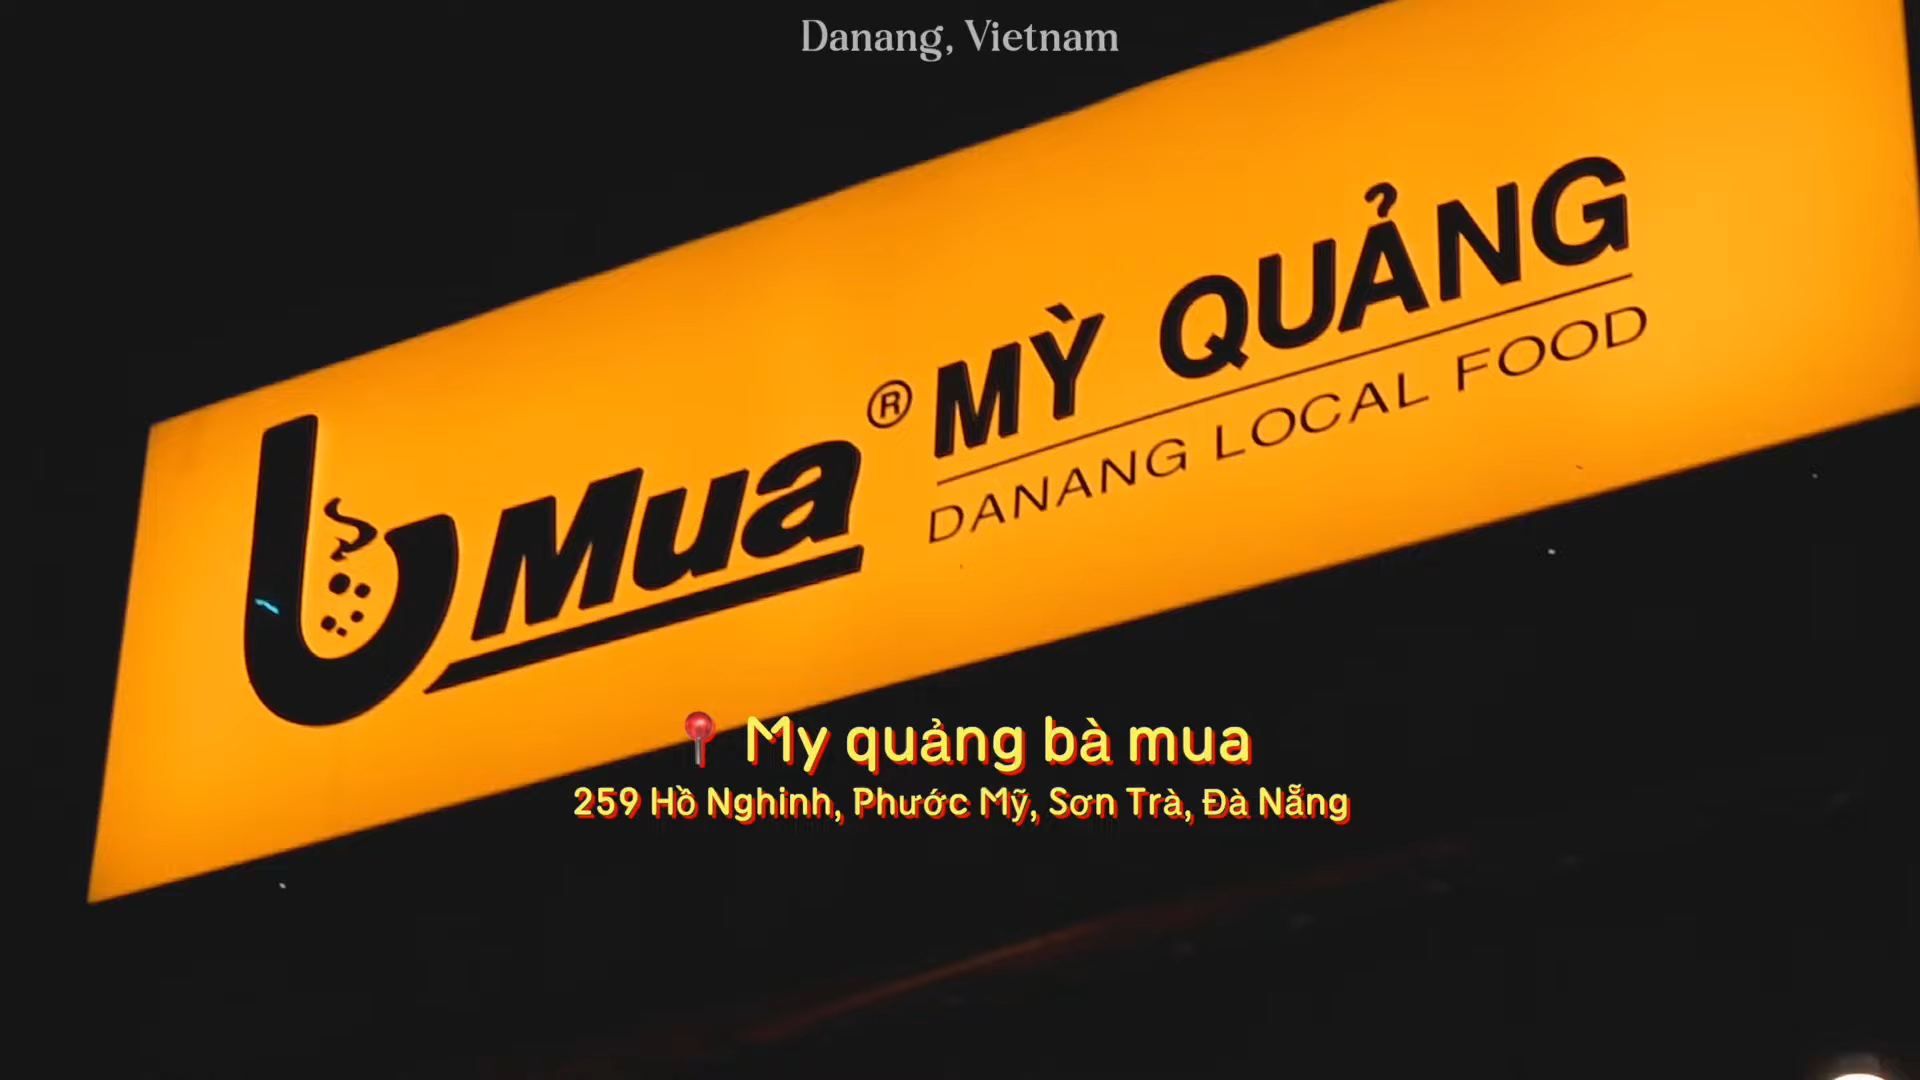 Danang, Vietnam
bMua® MỲ QUẢNG
DANANG LOCAL FOOD
📍 My quảng bà mua
259 Hồ Nghinh, Phước Mỹ, Sơn Trà, Đà Nẵng